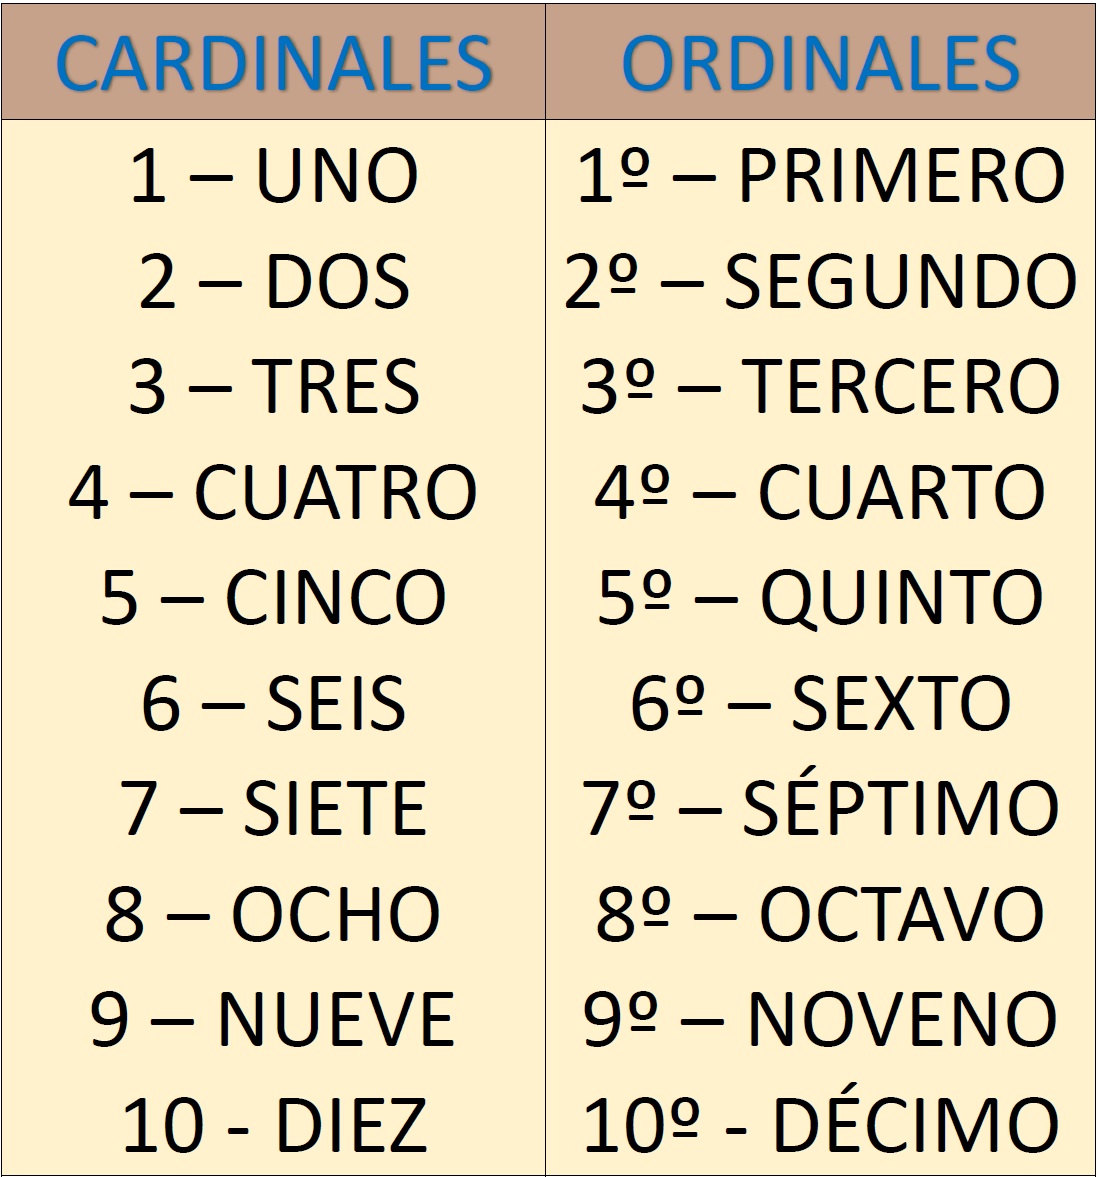 CARDINALES ORDINALES
1 – UNO 1º – PRIMERO
2 – DOS 2º – SEGUNDO
3 – TRES 3º – TERCERO
4 – CUATRO 4º – CUARTO
5 – CINCO 5º – QUINTO
6 – SEIS 6º – SEXTO
7 – SIETE 7º – SÉPTIMO
8 – OCHO 8º – OCTAVO
9 – NUEVE 9º – NOVENO
10 - DIEZ 10º - DÉCIMO